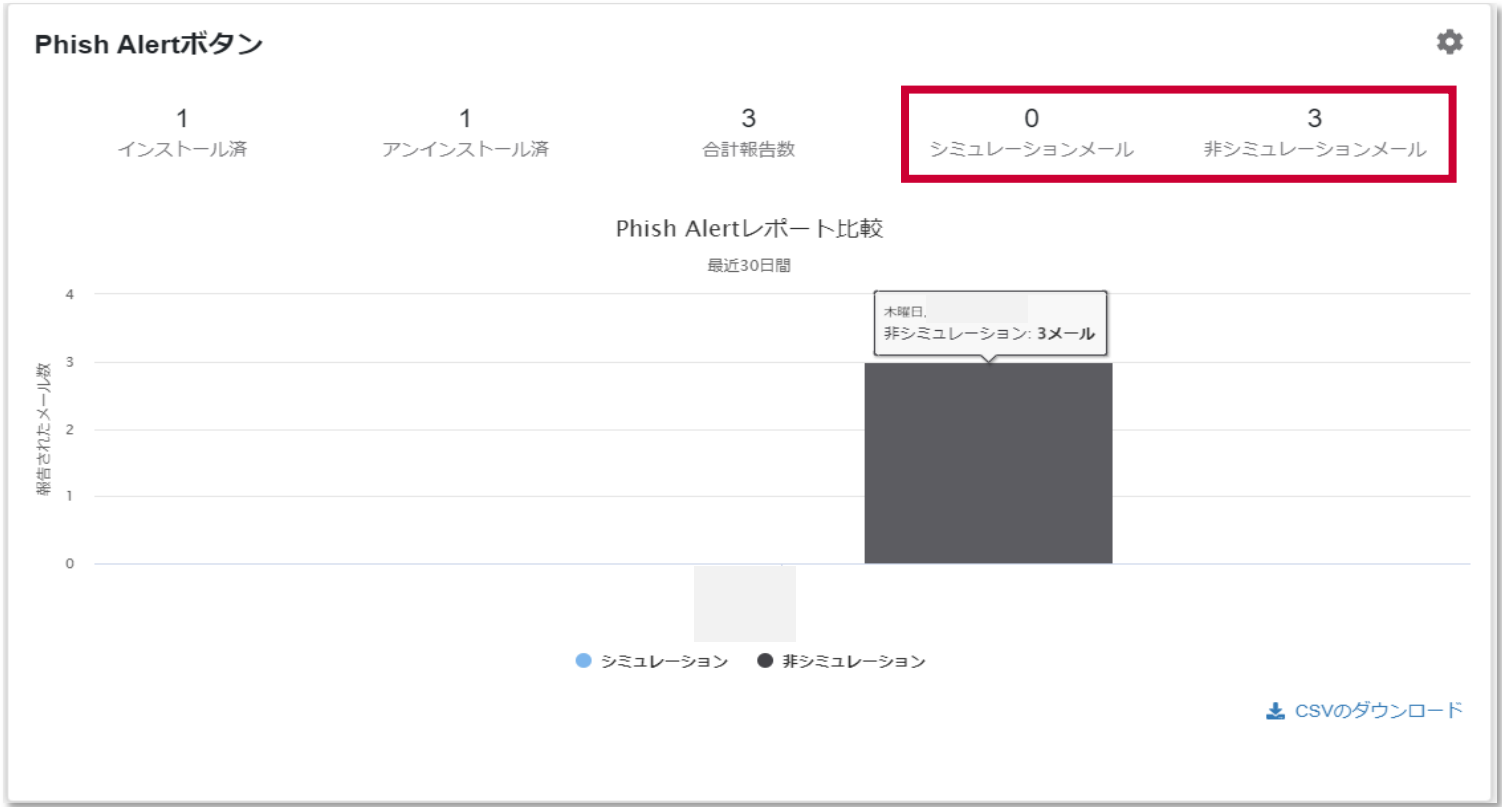 Phish Alertボタン
1
インストール済
1
アンインストール済
3
合計報告数
0
シミュレーションメール
3
非シミュレーションメール
Phish Alertレポート比較
最近30日間
4
3
2
1
0
報告されたメール数
木曜日,
非シミュレーション: 3メール
シミュレーション
非シミュレーション
CSVのダウンロード